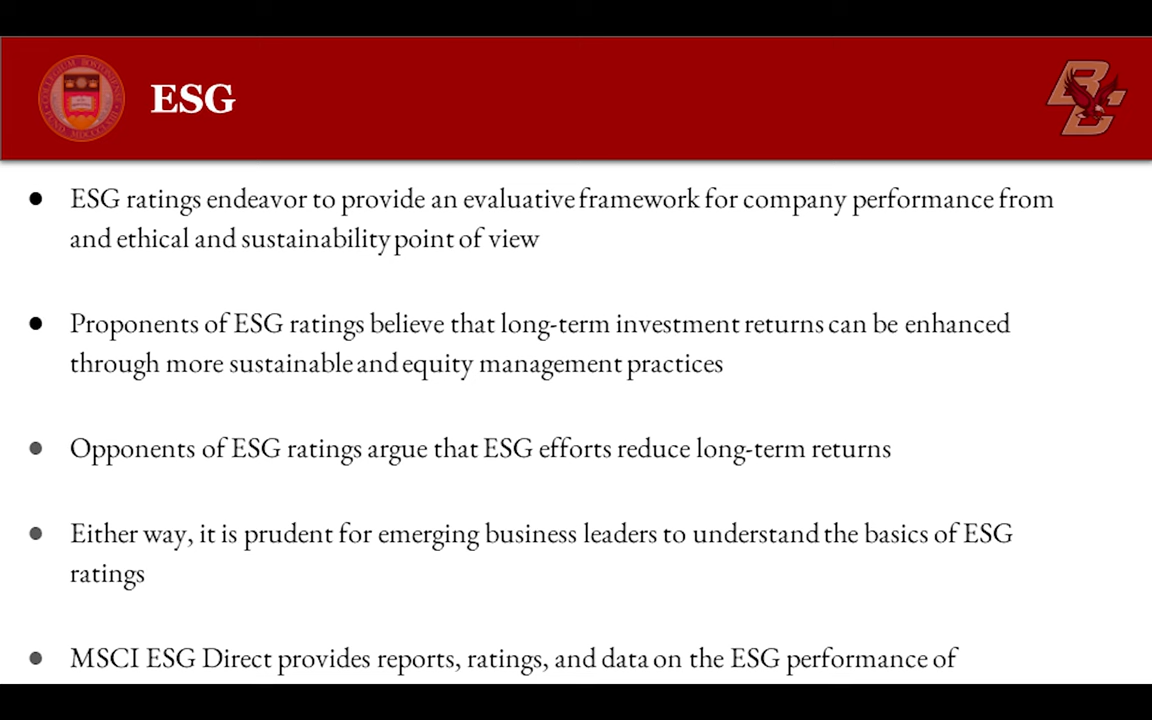 ESG
ESG ratings endeavor to provide an evaluative framework for company performance from
and ethical and sustainability point of view
Proponents of ESG ratings believe that long-term investment returns can be enhanced
through more sustainable and equity management practices
Opponents of ESG ratings argue that ESG efforts reduce long-term returns
Either way, it is prudent for emerging business leaders to understand the basics of ESG
ratings
MSCI ESG Direct provides reports, ratings, and data on the ESG performance of
BC